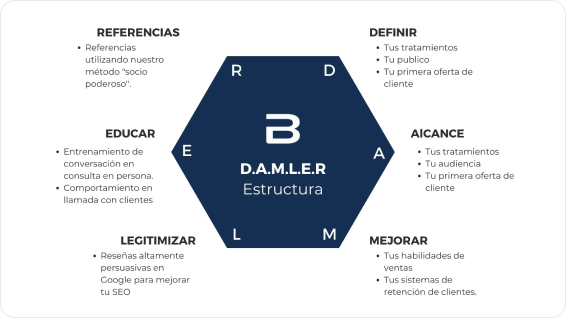 REFERENCIAS
• Referencias
utilizando nuestro
método "socio
poderoso".
DEFINIR
• Tus tratamientos
• Tu publico
• Tu primera oferta de
cliente
R
D
EDUCAR
• Entrenamiento de
conversación en
consulta en persona.
• Comportamiento en
llamada con clientes
E
B
D.A.M.L.E.R
Estructura
A
AlCANCE
• Tus tratamientos
• Tu audiencia
• Tu primera oferta de
cliente
LEGITIMIZAR
• Reseñas altamente
persuasivas en
Google para mejorar
tu SEO
L
M
MEJORAR
• Tus habilidades de
ventas
• Tus sistemas de
retención de clientes.